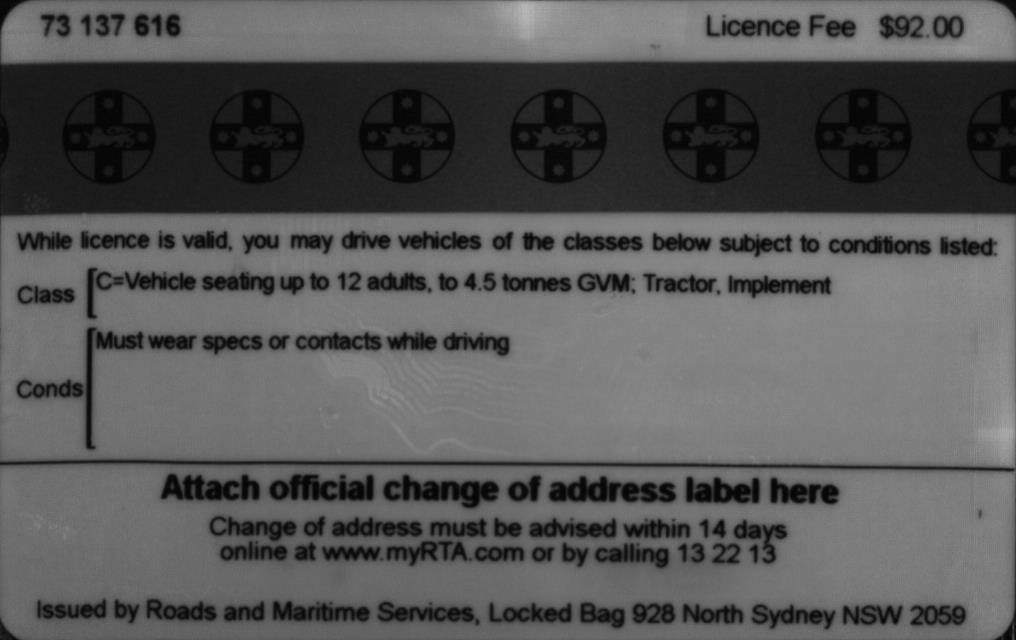 73 137 616 Licence Fee $92.00
While licence is valid, you may drive vehicles of the classes below subject to conditions listed:
Class C=Vehicle seating up to 12 adults, to 4.5 tonnes GVM; Tractor, Implement
Must wear specs or contacts while driving
Conds
Attach official change of address label here
Change of address must be advised within 14 days
online at www.myRTA.com or by calling 13 22 13
Issued by Roads and Maritime Services, Locked Bag 928 North Sydney NSW 2059